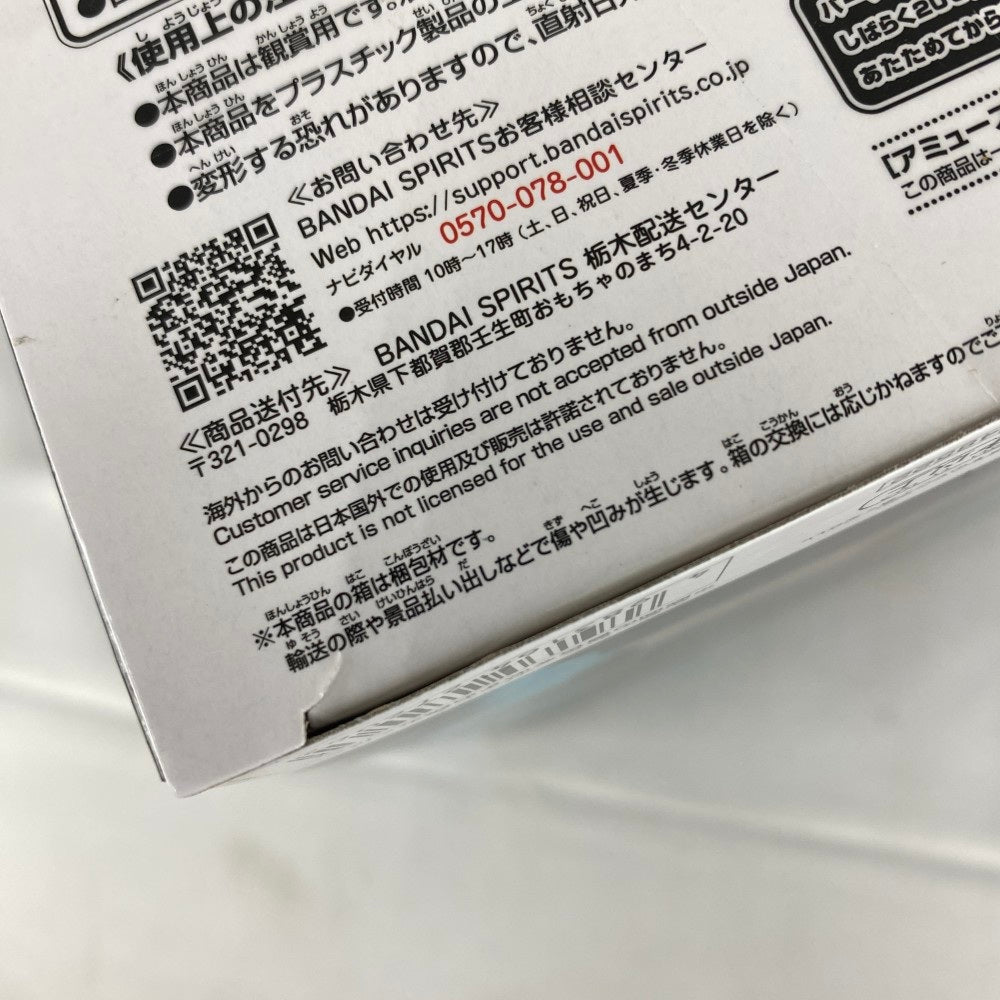 《使用上の注
●本商品は観賞用です。
●本商品をプラスチック製品の
●変形する恐れがありますので、直射日
《お問い合わせ先》
BANDAI SPIRITSお客様相談センター
Web https://support.bandaispirits.co.jp
ナビダイヤル 0570-078-001
●受付時間 10時～17時（土、日、祝日、夏季・冬季休業日を除く）
《商品送付先》 BANDAI SPIRITS 栃木配送センター
〒321-0298 栃木県下都賀郡壬生町おもちゃのまち4-2-20
海外からのお問い合わせは受け付けておりません。
Customer service inquiries are not accepted from outside Japan.
この商品は日本国外での使用及び販売は許諾されておりません。
This product is not licensed for the use and sale outside Japan.
※本商品の箱は梱包材です。
輸送の際や景品払い出しなどで傷や凹みが生じます。箱の交換には応じかねますのでご
しばらく20
あたためてから
【アミュー
この商品は